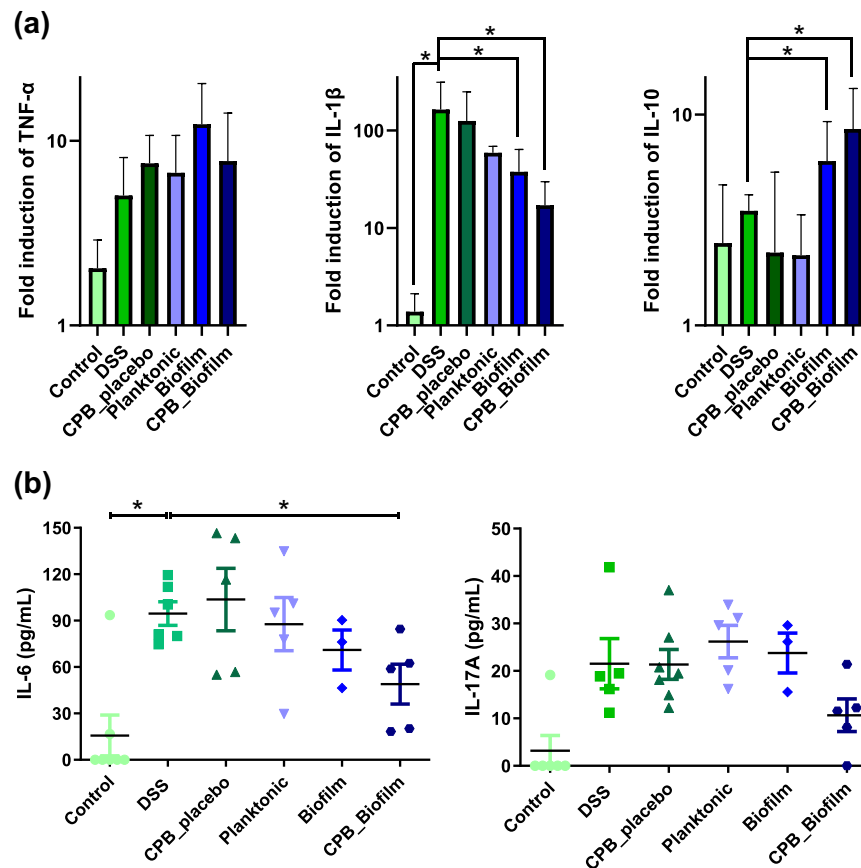 (a)
* * *
* *
Fold induction of TNF-α
10
1
Control
DSS
CPB_placebo
Planktonic
Biofilm
CPB_Biofilm
Fold induction of IL-1β
100
10
1
Control
DSS
CPB_placebo
Planktonic
Biofilm
CPB_Biofilm
Fold induction of IL-10
10
1
Control
DSS
CPB_placebo
Planktonic
Biofilm
CPB_Biofilm
(b)
* *
IL-6 (pg/mL)
150
120
90
60
30
0
Control
DSS
CPB_placebo
Planktonic
Biofilm
CPB_Biofilm
IL-17A (pg/mL)
50
40
30
20
10
0
Control
DSS
CPB_placebo
Planktonic
Biofilm
CPB_Biofilm